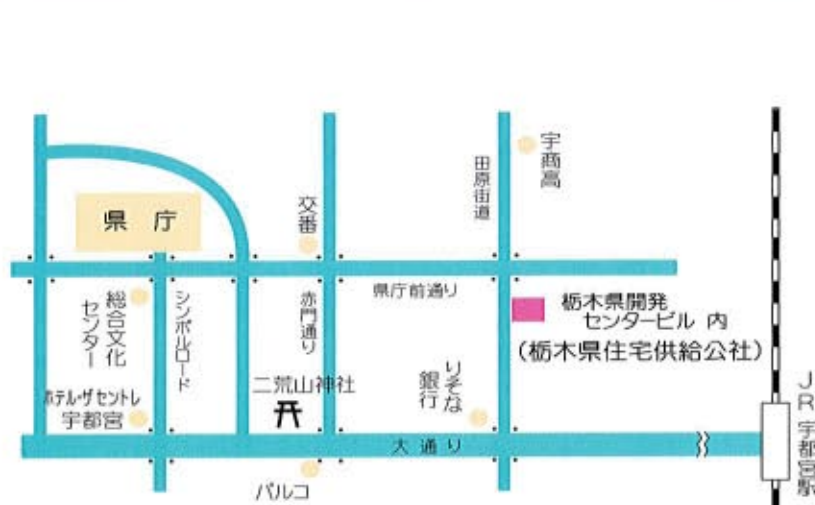 宇商高
田原街道
交番
県 庁
県庁前通り
総合文化
センター
シンボルロード
赤門通り
栃木県開発
センタービル 内
(栃木県住宅供給公社)
りそな
銀行
二荒山神社
ホテル・ザセントレ
宇都宮
大 通 り
パルコ
JR宇都宮駅